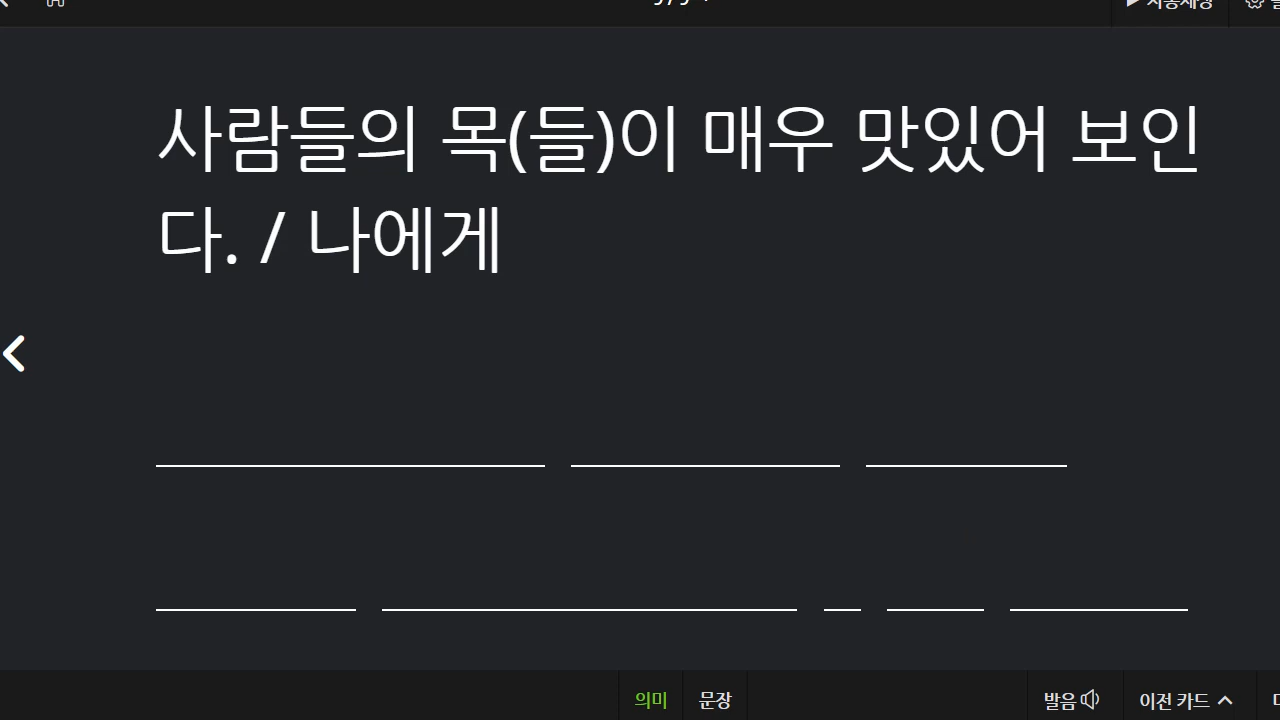 사람들의 목(들)이 매우 맛있어 보인
다. / 나에게
의미
문장
발음
이전 카드